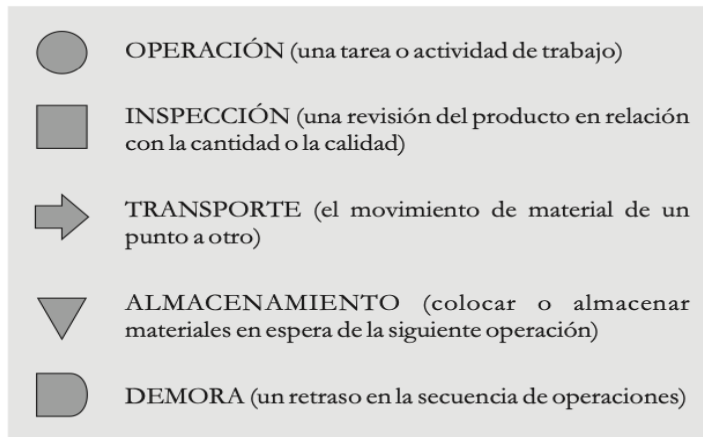 OPERACIÓN (una tarea o actividad de trabajo)
INSPECCIÓN (una revisión del producto en relación
con la cantidad o la calidad)
TRANSPORTE (el movimiento de material de un
punto a otro)
ALMACENAMIENTO (colocar o almacenar
materiales en espera de la siguiente operación)
DEMORA (un retraso en la secuencia de operaciones)